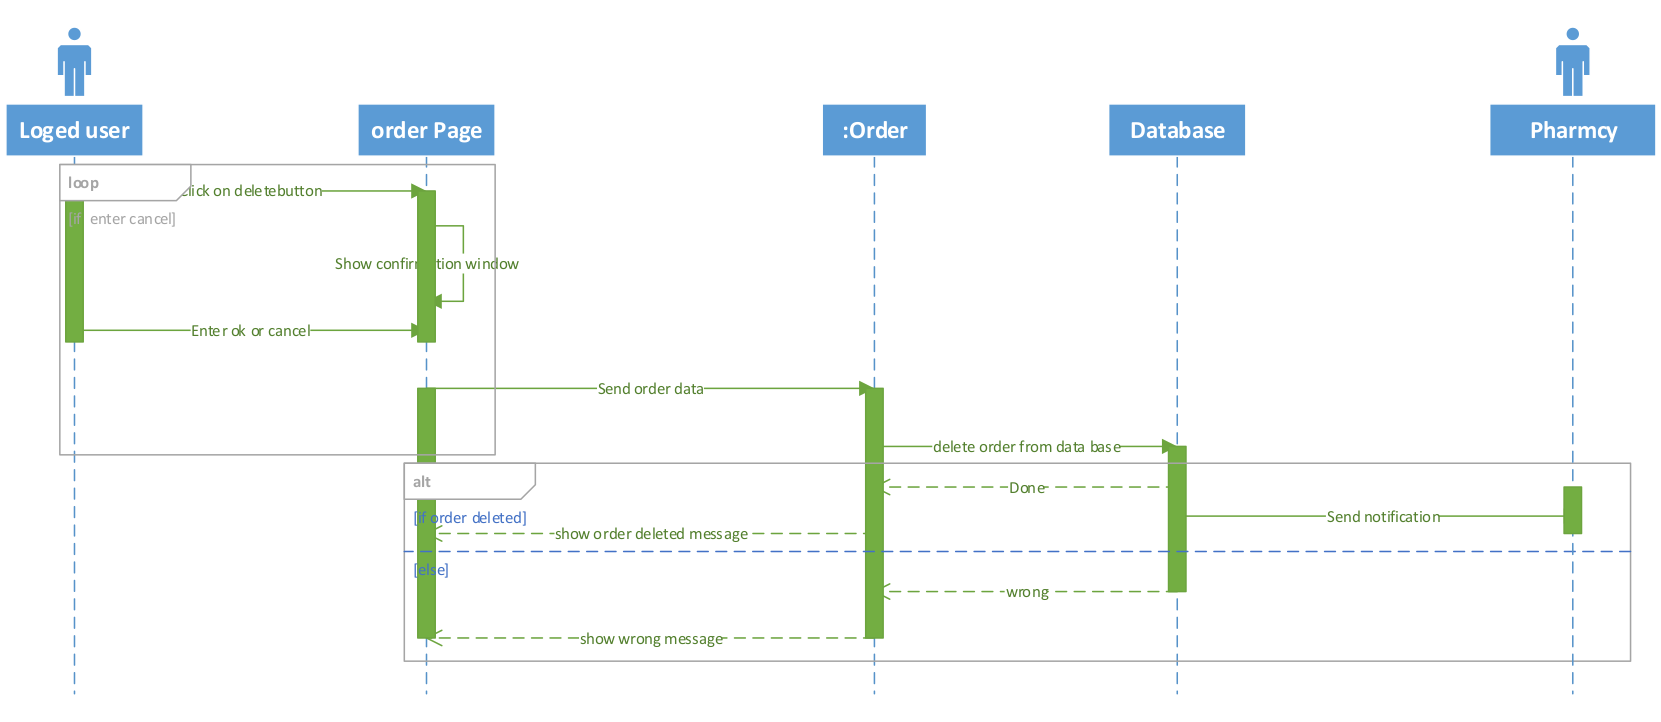 Loged user
order Page
:Order
Database
Pharmcy
loop
click on deletebutton
[if enter cancel]
Show confirmation window
Enter ok or cancel
Send order data
delete order from data base
alt
Done
[if order deleted]
Send notification
show order deleted message
[else]
wrong
show wrong message